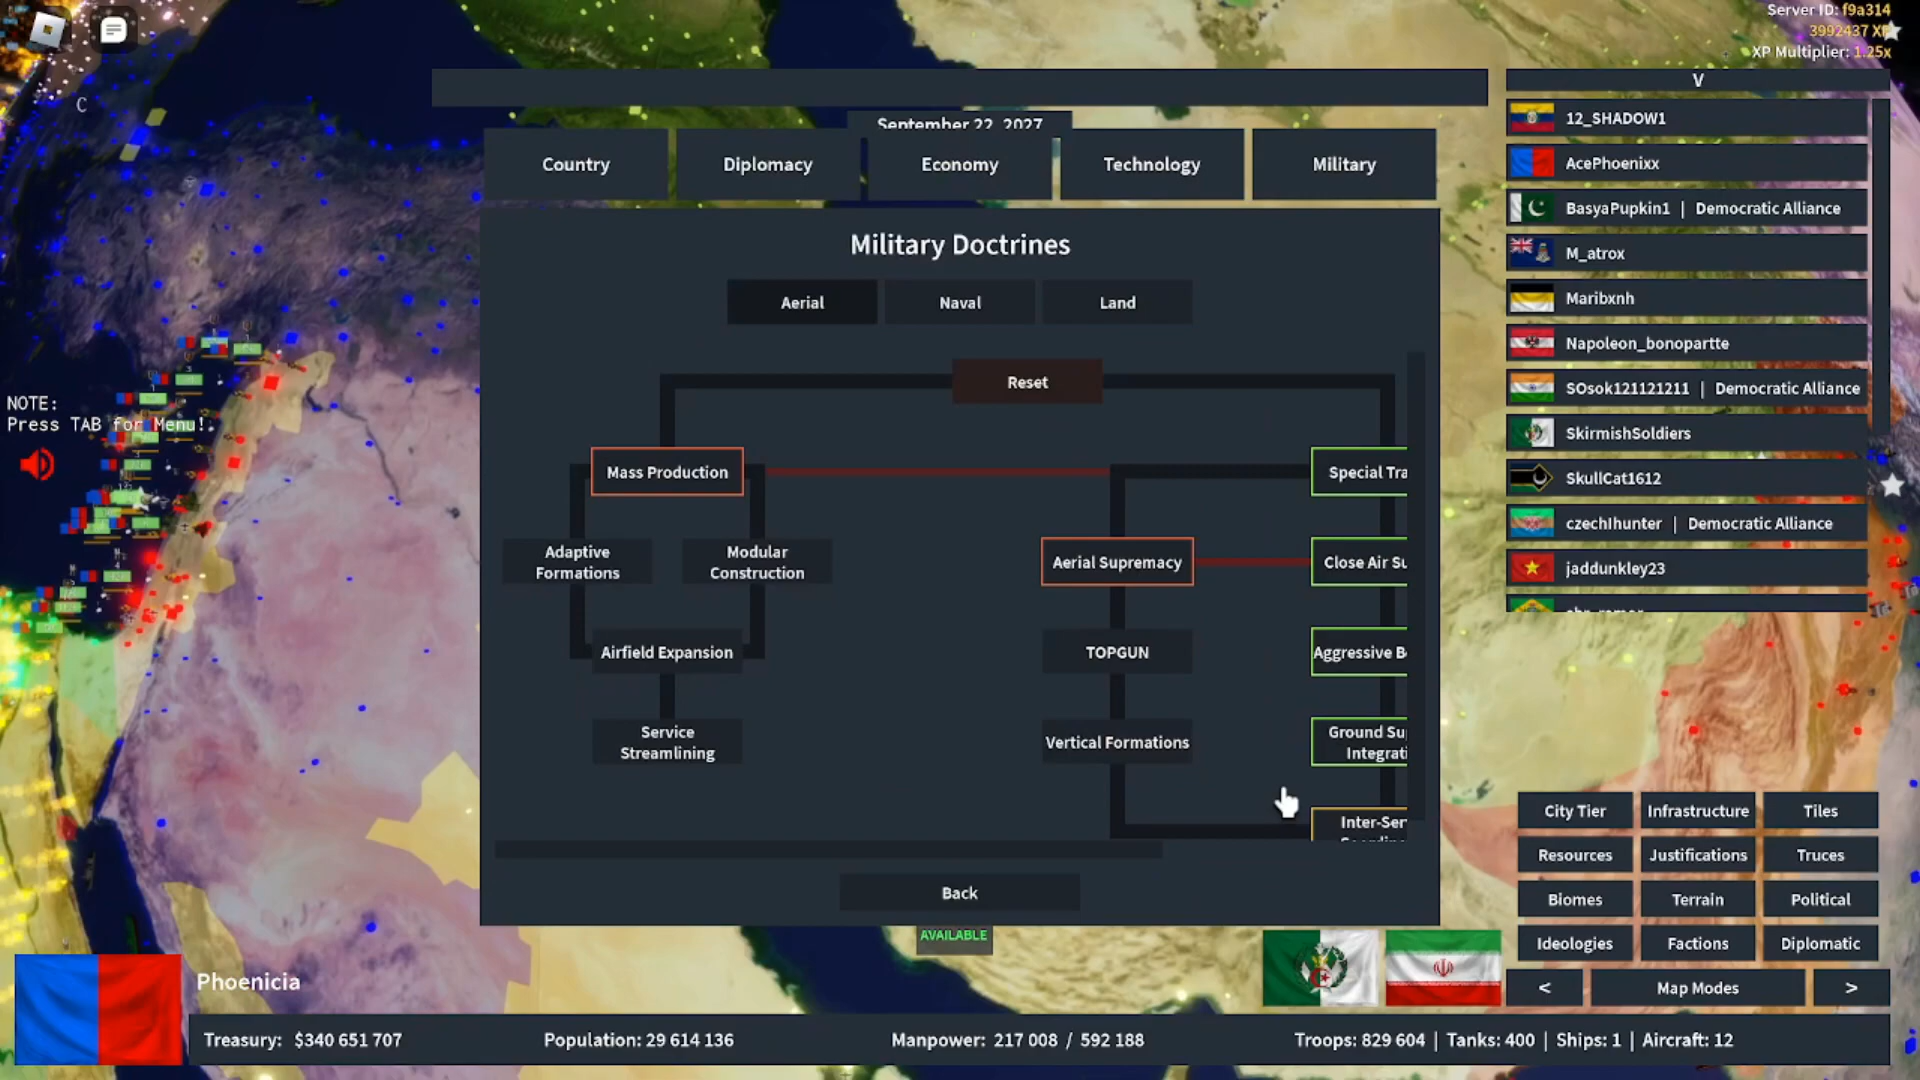 Server ID: f9a314
3992437 XP
XP Multiplier: 1.25x
V
C
September 22, 2027
Country
Diplomacy
Economy
Technology
Military
12_SHADOW1
AcePhoenixx
BasyaPupkin1 | Democratic Alliance
M_atrox
Maribxnh
Napoleon_bonopartte
SOsok121121211 | Democratic Alliance
SkirmishSoldiers
SkullCat1612
czechIhunter | Democratic Alliance
jaddunkley23
Military Doctrines
Aerial
Naval
Land
Reset
NOTE:
Press TAB for Menu!.
Mass Production
Special Tra
Adaptive
Formations
Modular
Construction
Aerial Supremacy
Close Air Su
Airfield Expansion
TOPGUN
Aggressive B
Service
Streamlining
Vertical Formations
Ground Su
Integrati
Inter-Ser
Back
AVAILABLE
City Tier
Infrastructure
Tiles
Resources
Justifications
Truces
Biomes
Terrain
Political
Ideologies
Factions
Diplomatic
<
Map Modes
>
Phoenicia
Treasury: $340 651 707
Population: 29 614 136
Manpower: 217 008 / 592 188
Troops: 829 604 | Tanks: 400 | Ships: 1 | Aircraft: 12